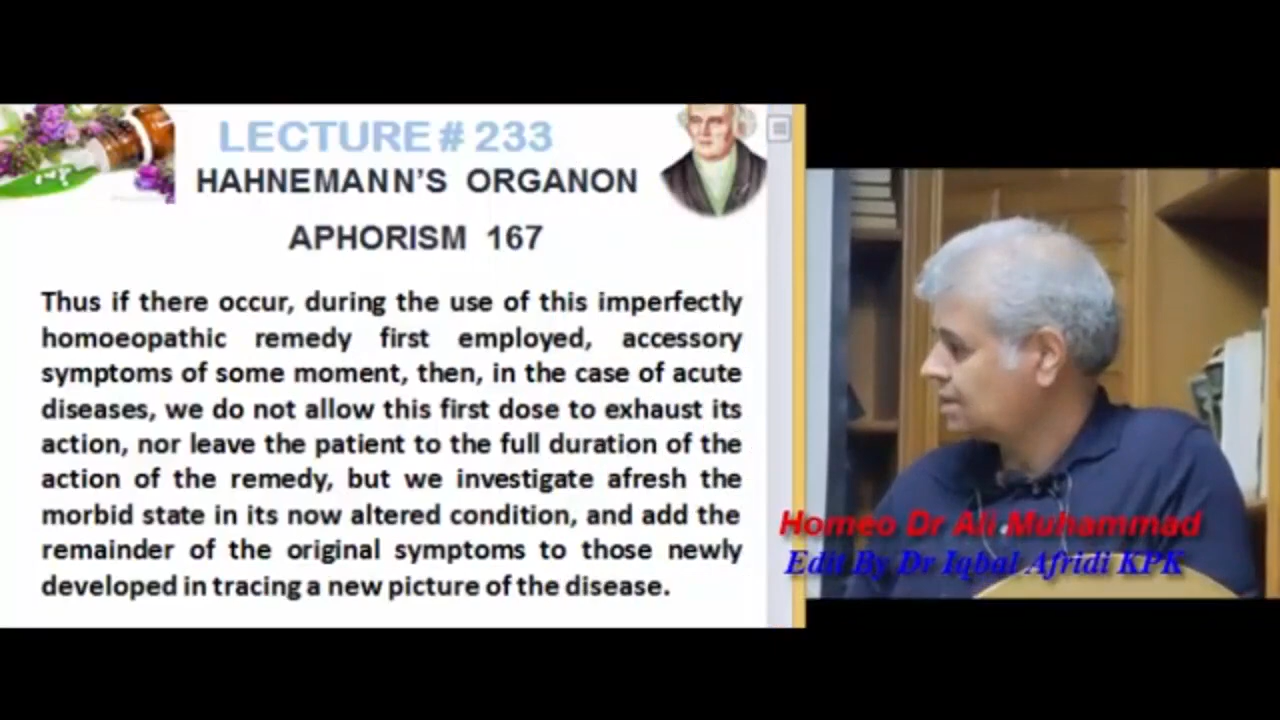 LECTURE # 233
HAHNEMANN'S ORGANON
APHORISM 167
Thus if there occur, during the use of this imperfectly
homoeopathic remedy first employed, accessory
symptoms of some moment, then, in the case of acute
diseases, we do not allow this first dose to exhaust its
action, nor leave the patient to the full duration of the
action of the remedy, but we investigate afresh the
morbid state in its now altered condition, and add the
remainder of the original symptoms to those newly
developed in tracing a new picture of the disease.
Homeo Dr Ali Muhammad
Edit By Dr Iqbal Afridi KPK